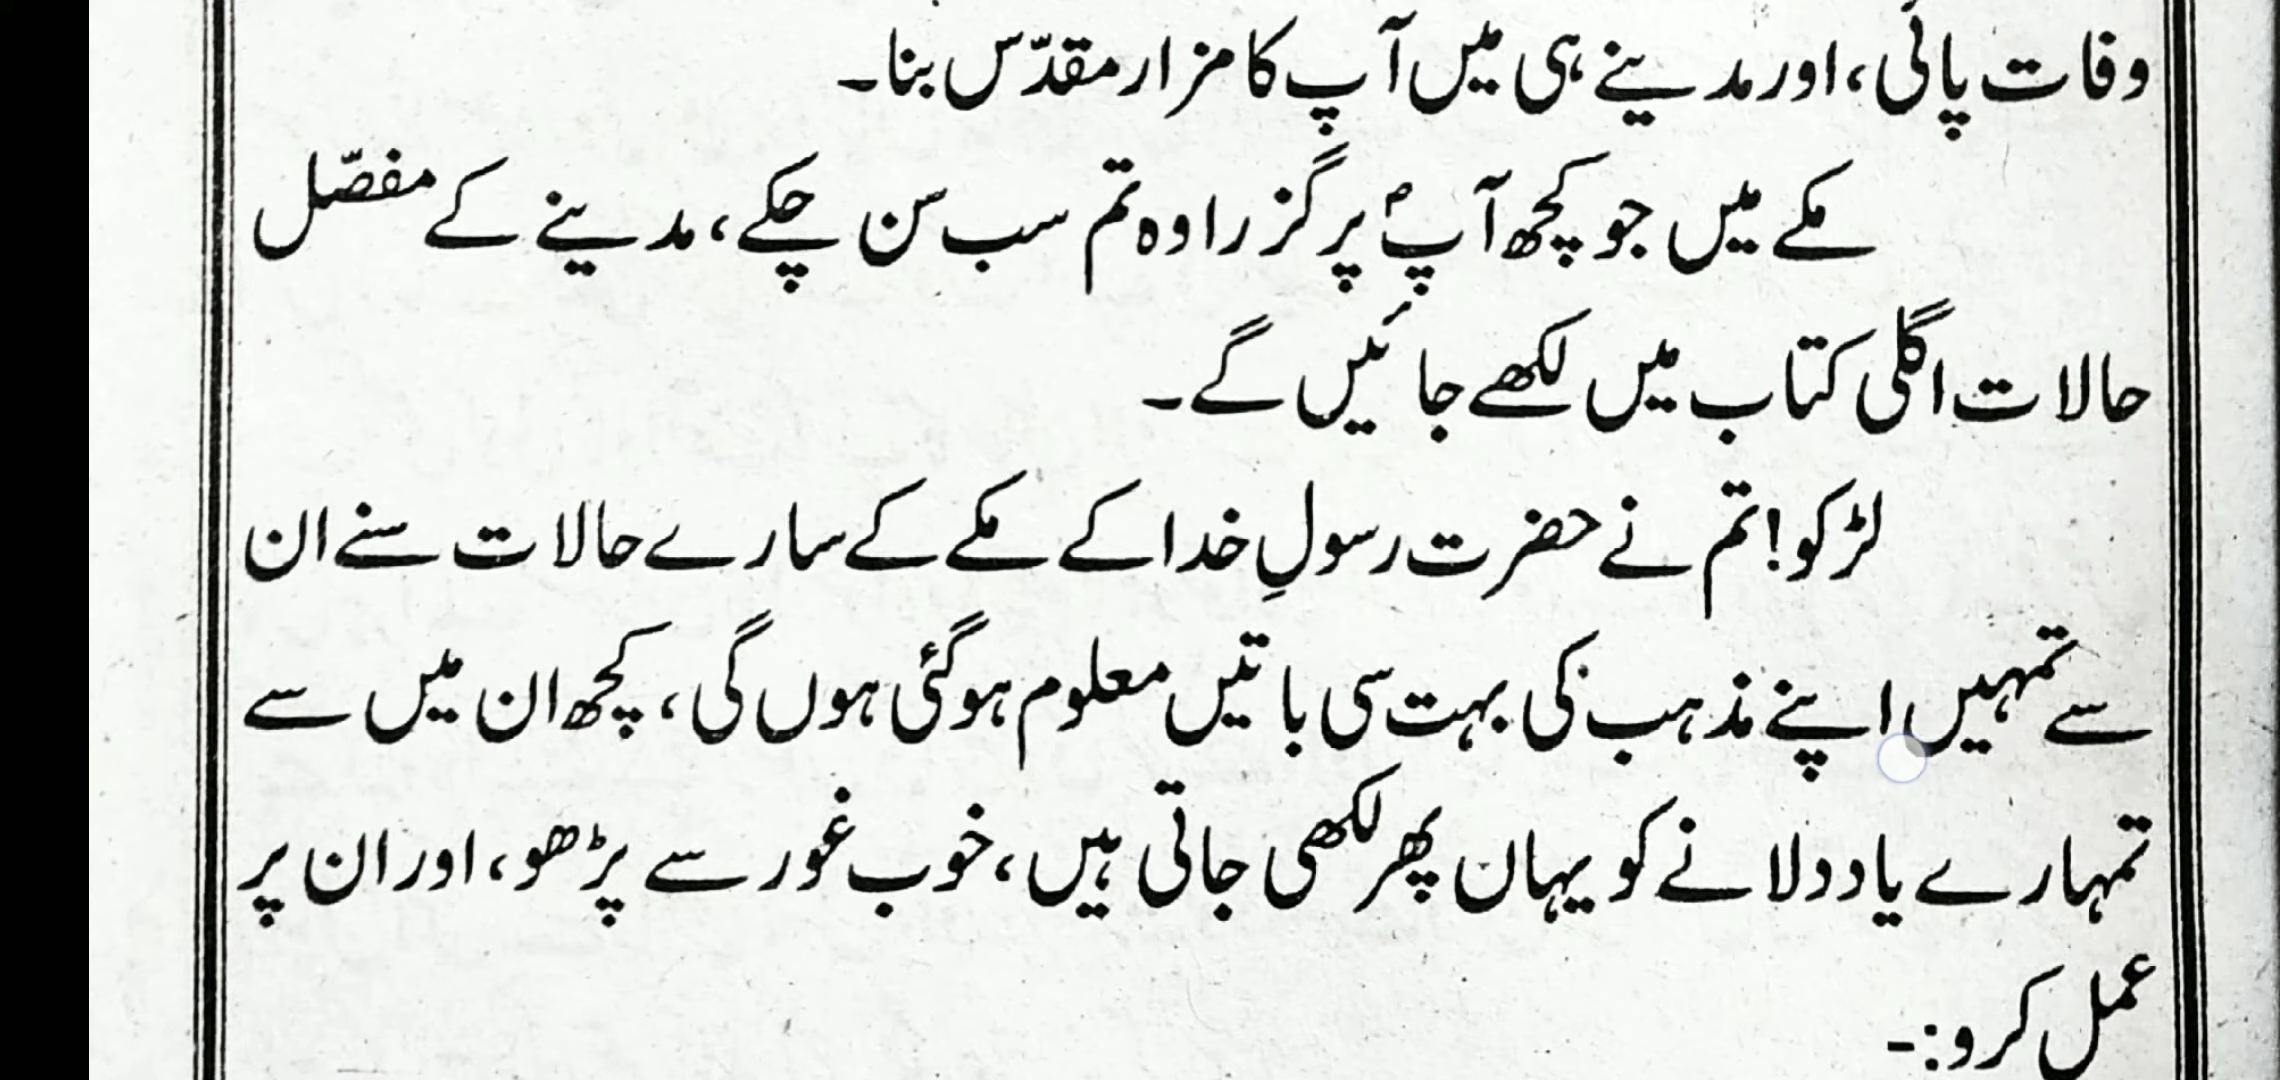 وفات پائی، اور مدینے ہی میں آپ کا مزار مقدّس بنا۔
مکے میں جو کچھ آپؐ پر گزرا وہ تم سب سن چکے، مدینے کے مفصّل
حالات اگلی کتاب میں لکھے جائیں گے۔
لڑکو! تم نے حضرت رسولِ خدا کے مکے کے سارے حالات سنے ان
سے تمہیں اپنے مذہب کی بہت سی باتیں معلوم ہوگئی ہوں گی، کچھ ان میں سے
تمہارے یاد دلانے کو یہان پھر لکھی جاتی ہیں، خوب غور سے پڑھو، اور ان پر
عمل کرو:-